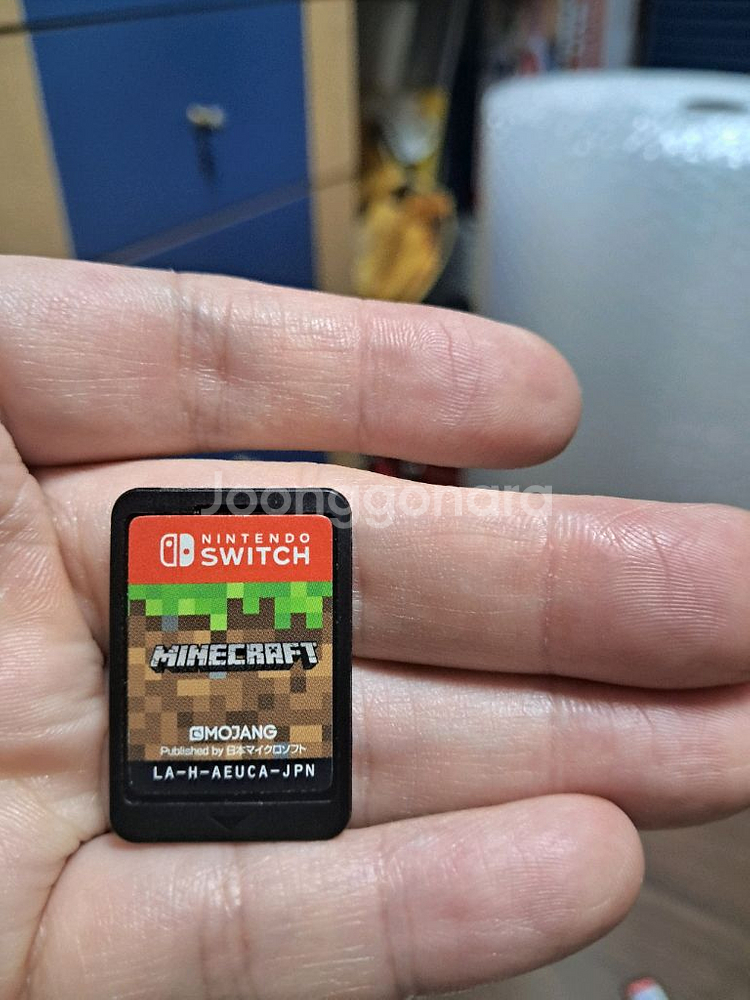 Joonggonara
NINTENDO
SWITCH
MINECRAFT
MOJANG
Published by 日本マイクロソフト
LA-H-AEUCA-JPN